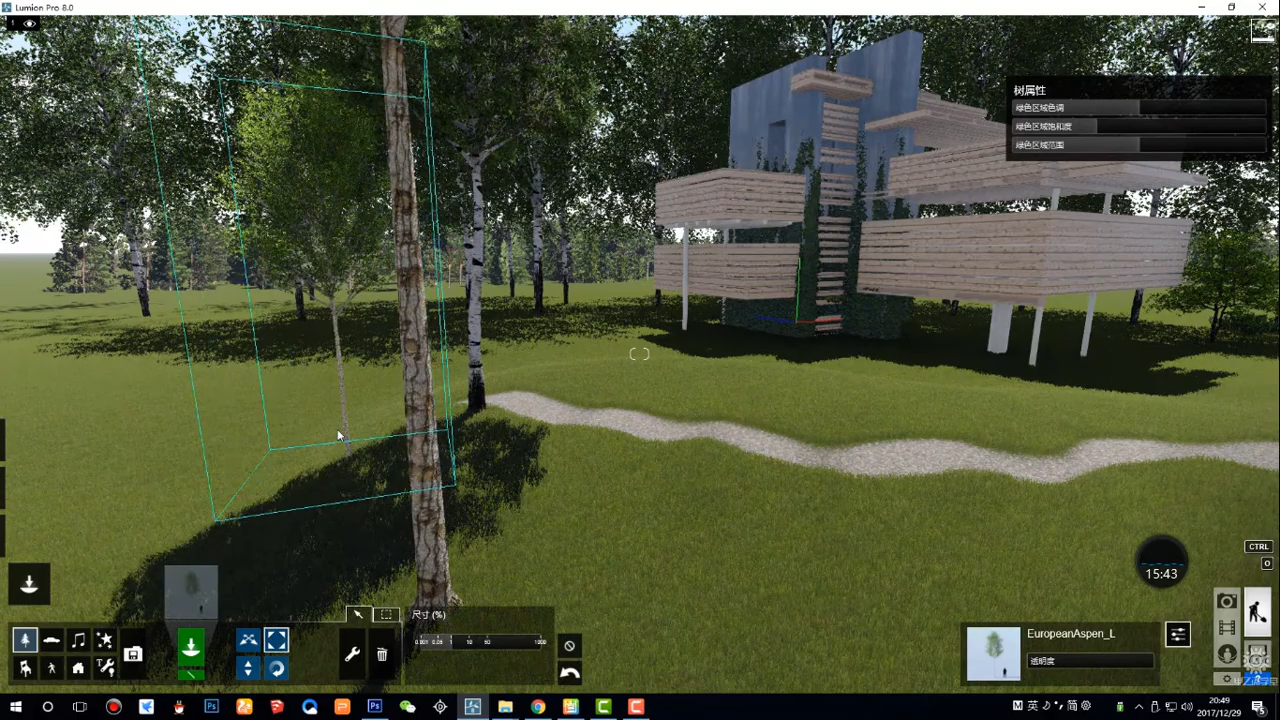 Lumion Pro 8.0
树属性
绿色区域色调
绿色区域饱和度
绿色区域范围
CTRL
O
15:43
尺寸 (%)
EuropeanAspen_L
透明度
英
简
20:49
2017/12/29